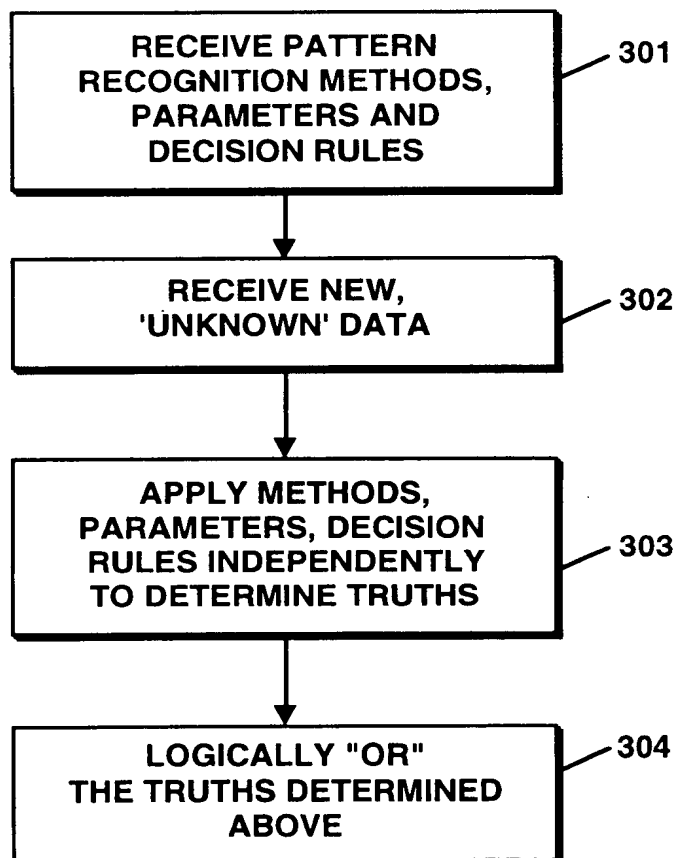 RECEIVE PATTERN
RECOGNITION METHODS,
PARAMETERS AND
DECISION RULES
301
RECEIVE NEW,
'UNKNOWN' DATA
302
APPLY METHODS,
PARAMETERS, DECISION
RULES INDEPENDENTLY
TO DETERMINE TRUTHS
303
LOGICALLY "OR"
THE TRUTHS DETERMINED
ABOVE
304